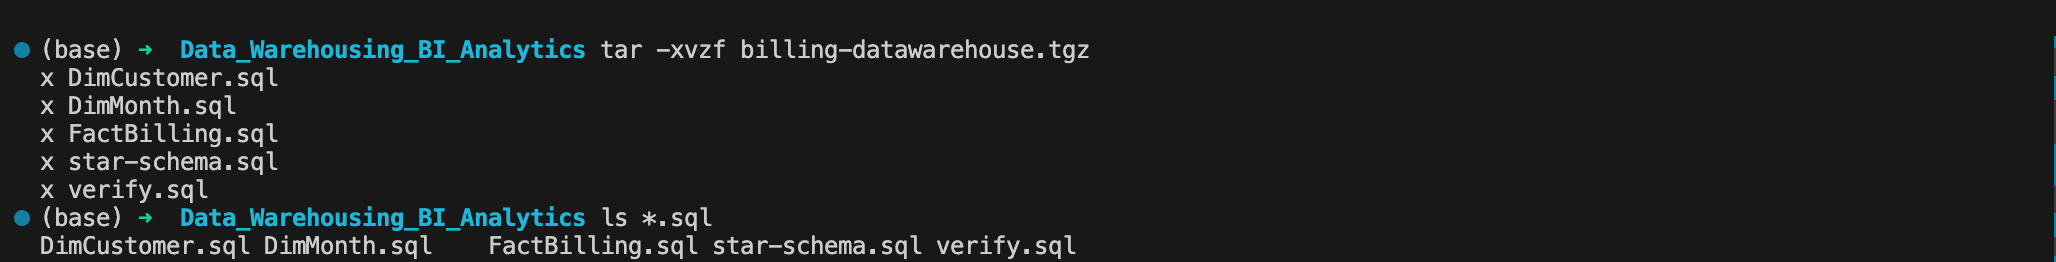 (base) ➜  Data_Warehousing_BI_Analytics tar -xvzf billing-datawarehouse.tgz
x DimCustomer.sql
x DimMonth.sql
x FactBilling.sql
x star-schema.sql
x verify.sql
(base) ➜  Data_Warehousing_BI_Analytics ls *.sql
DimCustomer.sql DimMonth.sql    FactBilling.sql star-schema.sql verify.sql